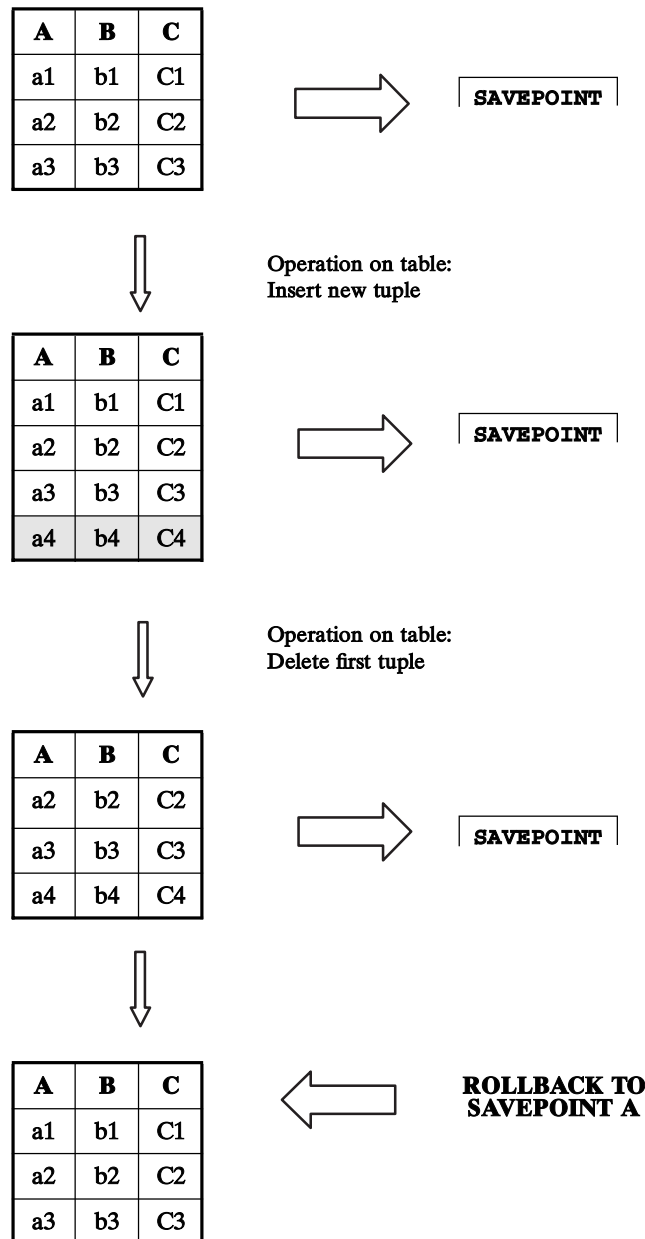 A B C
a1 b1 C1
a2 b2 C2
a3 b3 C3
SAVEPOINT
Operation on table:
Insert new tuple
A B C
a1 b1 C1
a2 b2 C2
a3 b3 C3
a4 b4 C4
SAVEPOINT
Operation on table:
Delete first tuple
A B C
a2 b2 C2
a3 b3 C3
a4 b4 C4
SAVEPOINT
A B C
a1 b1 C1
a2 b2 C2
a3 b3 C3
ROLLBACK TO
SAVEPOINT A